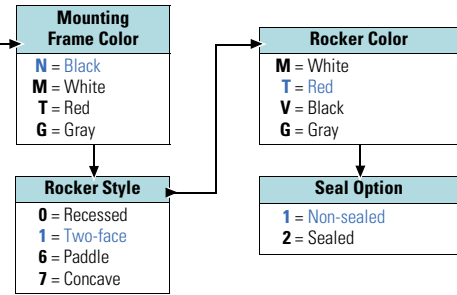 Mounting
Frame Color
N = Black
M = White
T = Red
G = Gray
Rocker Style
0 = Recessed
1 = Two-face
6 = Paddle
7 = Concave
Rocker Color
M = White
T = Red
V = Black
G = Gray
Seal Option
1 = Non-sealed
2 = Sealed